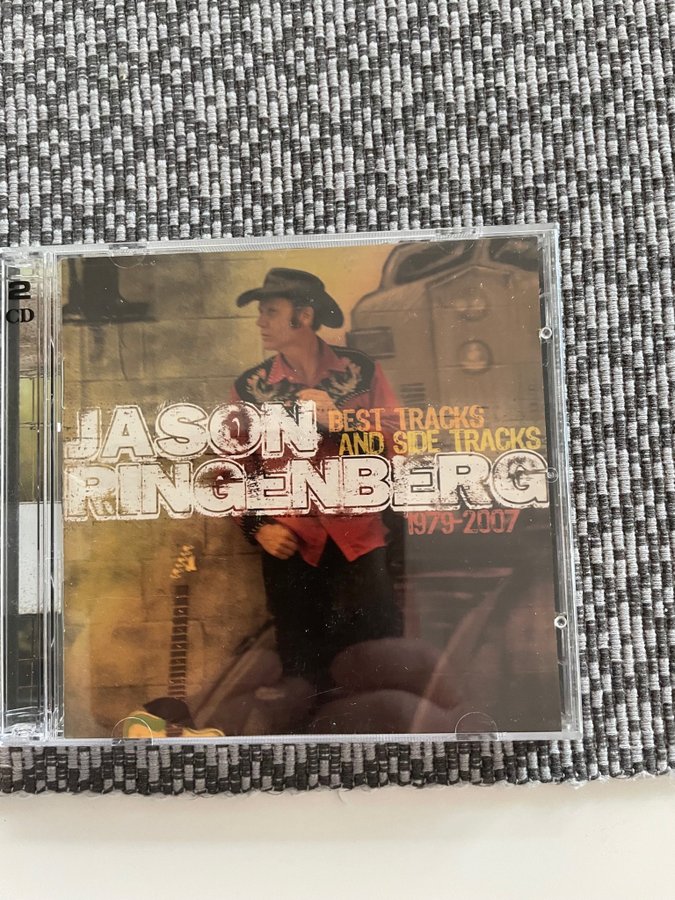 2
CD
JASON
BEST TRACKS
AND SIDE TRACKS
RINGENBERG
1979-2007